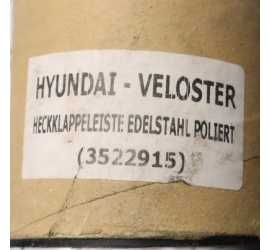 HYUNDAI - VELOSTER
HECKKLAPPELEISTE EDELSTAHL POLIERT
(3522915)